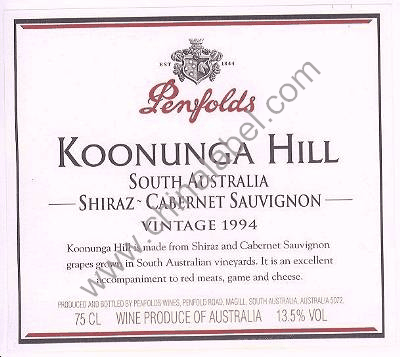 EST 1844
Penfolds
KOONUNGA HILL
SOUTH AUSTRALIA
SHIRAZ ~ CABERNET SAUVIGNON
VINTAGE 1994
Koonunga Hill is made from Shiraz and Cabernet Sauvignon
grapes grown in South Australian vineyards. It is an excellent
accompaniment to red meats, game and cheese.
PRODUCED AND BOTTLED BY PENFOLDS WINES, PENFOLD ROAD, MAGILL, SOUTH AUSTRALIA, AUSTRALIA 5072.
75 CL WINE PRODUCE OF AUSTRALIA 13.5% VOL
www.chinalabel.com